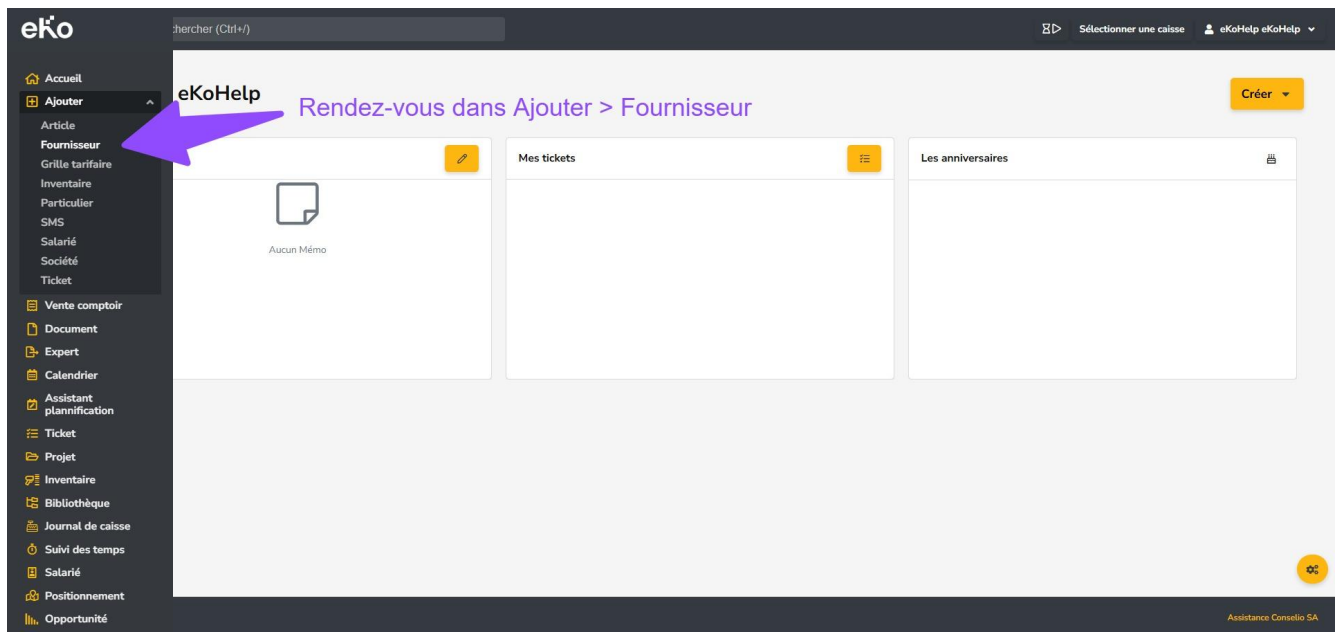 eKo
chercher (Ctrl+/)
Sélectionner une caisse
eKoHelp eKoHelp
Accueil
Ajouter
Article
Fournisseur
Grille tarifaire
Inventaire
Particulier
SMS
Salarié
Société
Ticket
Vente comptoir
Document
Expert
Calendrier
Assistant
plannification
Ticket
Projet
Inventaire
Bibliothèque
Journal de caisse
Suivi des temps
Salarié
Positionnement
Opportunité
eKoHelp
Rendez-vous dans Ajouter > Fournisseur
Créer
Mes tickets
Les anniversaires
Aucun Mémo
Assistance Conselio SA